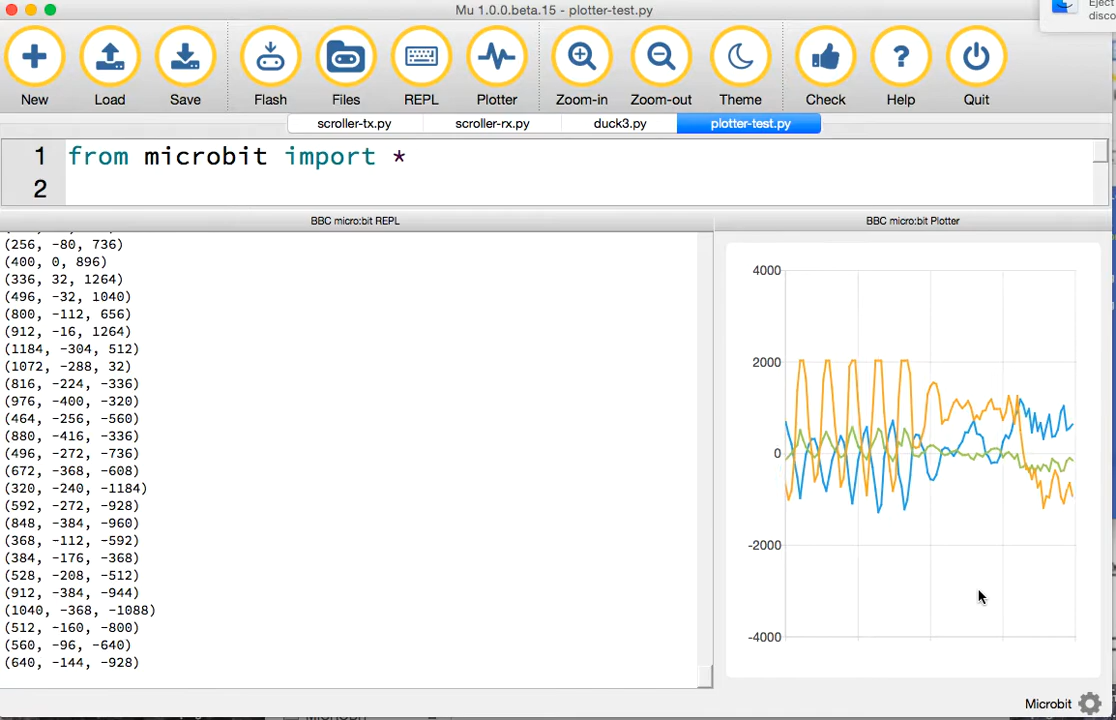 Mu 1.0.0.beta.15 - plotter-test.py
Eject
disco
New
Load
Save
Flash
Files
REPL
Plotter
Zoom-in
Zoom-out
Theme
Check
Help
Quit
scroller-tx.py
scroller-rx.py
duck3.py
plotter-test.py
1 from microbit import *
2
BBC micro:bit REPL
(256, -80, 736)
(400, 0, 896)
(336, 32, 1264)
(496, -32, 1040)
(800, -112, 656)
(912, -16, 1264)
(1184, -304, 512)
(1072, -288, 32)
(816, -224, -336)
(976, -400, -320)
(464, -256, -560)
(880, -416, -336)
(496, -272, -736)
(672, -368, -608)
(320, -240, -1184)
(592, -272, -928)
(848, -384, -960)
(368, -112, -592)
(384, -176, -368)
(528, -208, -512)
(912, -384, -944)
(1040, -368, -1088)
(512, -160, -800)
(560, -96, -640)
(640, -144, -928)
BBC micro:bit Plotter
4000
2000
0
-2000
-4000
Microbit